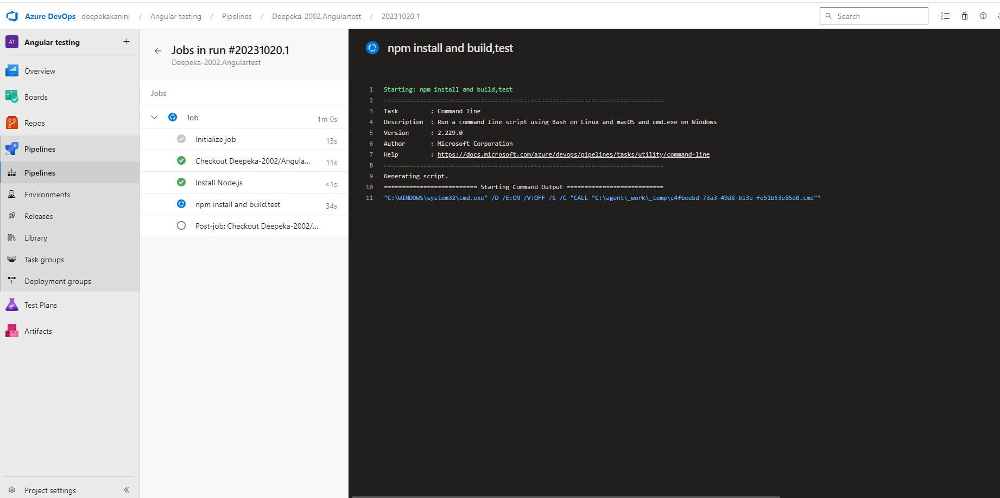 Azure DevOps deepekakanini / Angular testing / Pipelines / Deepeka-2002.Angulartest / 20231020.1
Search
AT Angular testing +
Overview
Boards
Repos
Pipelines
Pipelines
Environments
Releases
Library
Task groups
Deployment groups
Test Plans
Artifacts
Project settings
Jobs in run #20231020.1
Deepeka-2002.Angulartest
Jobs
Job 1m 0s
Initialize job 13s
Checkout Deepeka-2002/Angula... 11s
Install Node.js <1s
npm install and build,test 34s
Post-job: Checkout Deepeka-2002/...
npm install and build,test
1 Starting: npm install and build,test
2 ==============================================================================
3 Task : Command line
4 Description : Run a command line script using Bash on Linux and macOS and cmd.exe on Windows
5 Version : 2.229.0
6 Author : Microsoft Corporation
7 Help : https://docs.microsoft.com/azure/devops/pipelines/tasks/utility/command-line
8 ==============================================================================
9 Generating script.
10 ========================== Starting Command Output ===========================
11 "C:\WINDOWS\system32\cmd.exe" /D /E:ON /V:OFF /S /C "CALL "C:\agent\_work\_temp\c4fbeebd-73a3-49d8-b13e-fe51b53e85d0.cmd""